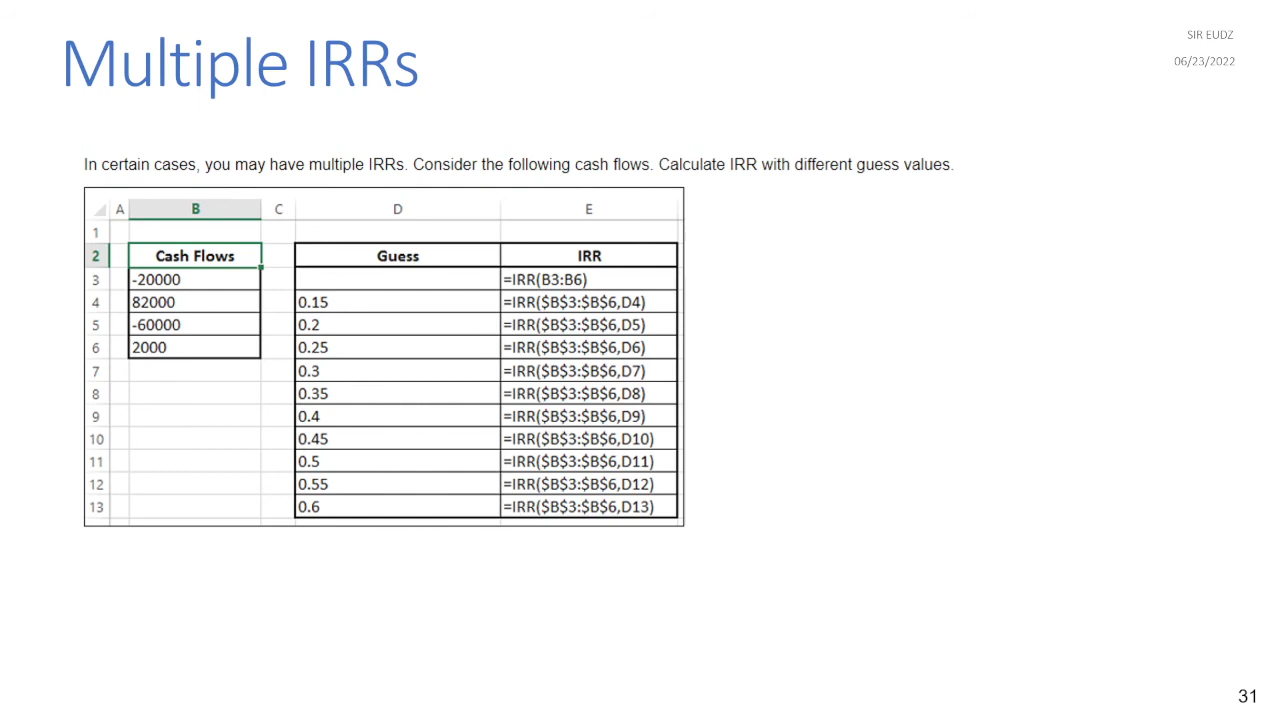 Multiple IRRs
SIR EUDZ
06/23/2022
In certain cases, you may have multiple IRRs. Consider the following cash flows. Calculate IRR with different guess values.
A B C D E
1
2 Cash Flows Guess IRR
3 -20000 =IRR(B3:B6)
4 82000 0.15 =IRR($B$3:$B$6,D4)
5 -60000 0.2 =IRR($B$3:$B$6,D5)
6 2000 0.25 =IRR($B$3:$B$6,D6)
7 0.3 =IRR($B$3:$B$6,D7)
8 0.35 =IRR($B$3:$B$6,D8)
9 0.4 =IRR($B$3:$B$6,D9)
10 0.45 =IRR($B$3:$B$6,D10)
11 0.5 =IRR($B$3:$B$6,D11)
12 0.55 =IRR($B$3:$B$6,D12)
13 0.6 =IRR($B$3:$B$6,D13)
31